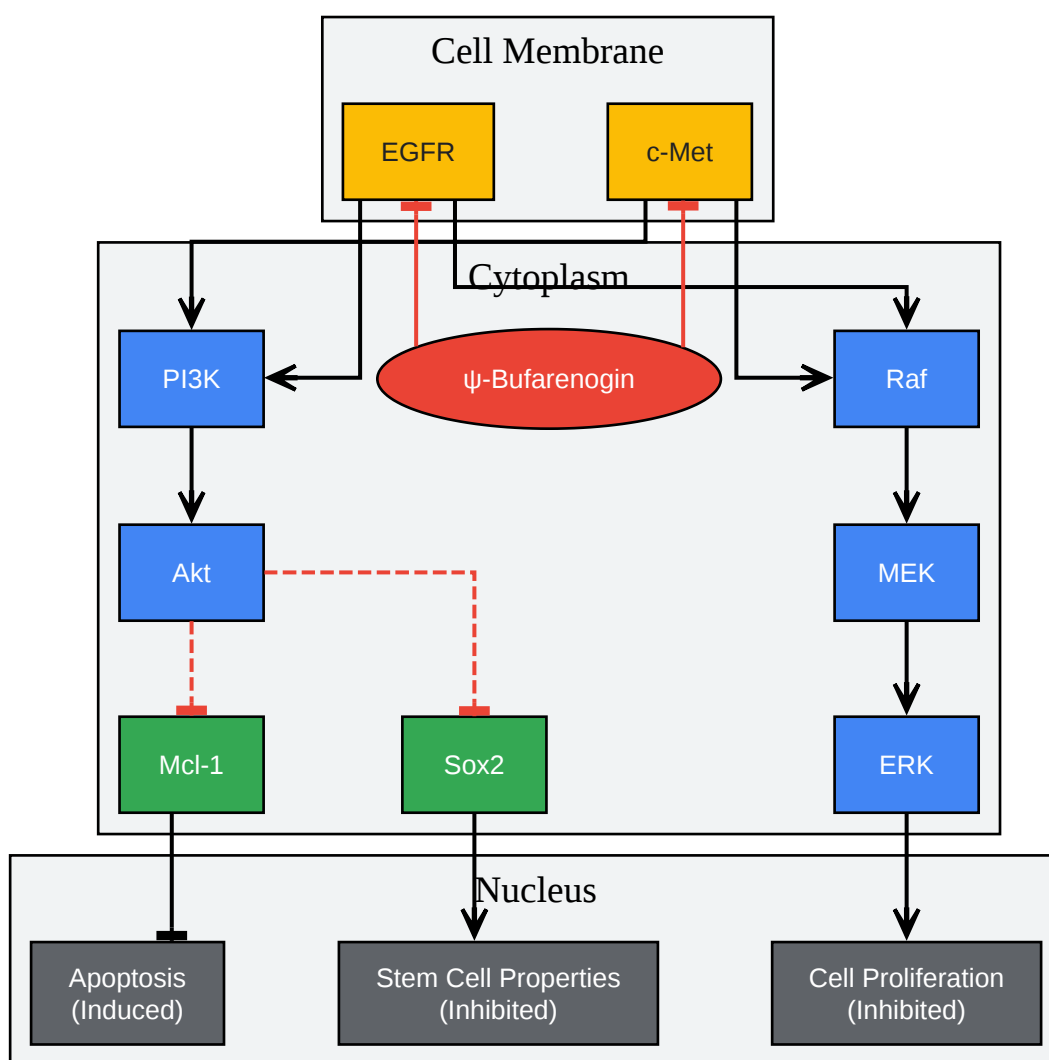 Cell Membrane
EGFR
c-Met
Cytoplasm
PI3K
ψ-Bufarenogin
Raf
Akt
MEK
Mcl-1
Sox2
ERK
Nucleus
Apoptosis
(Induced)
Stem Cell Properties
(Inhibited)
Cell Proliferation
(Inhibited)